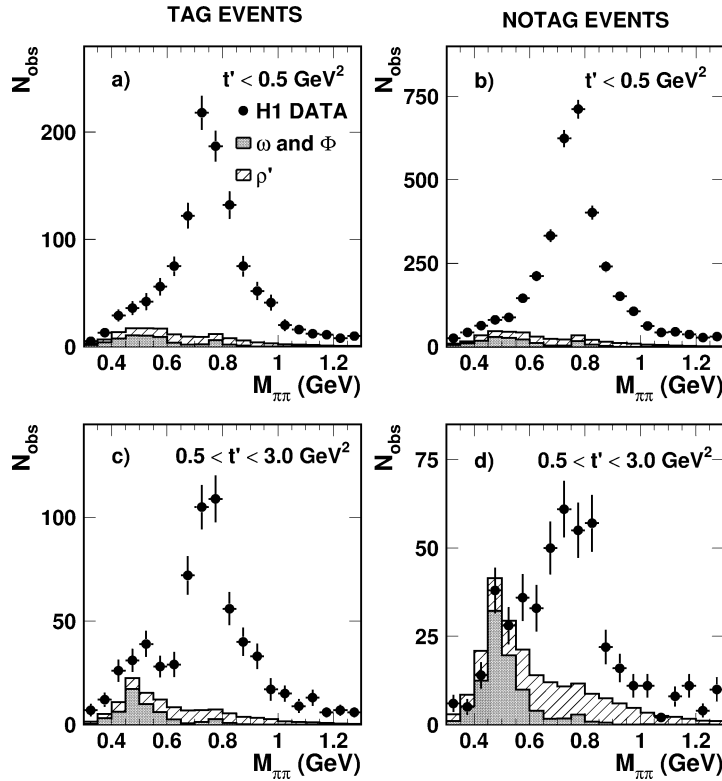 TAG EVENTS
NOTAG EVENTS
N_obs
a)
t' < 0.5 GeV²
H1 DATA
ω and Φ
ρ'
200
100
0
0.4 0.6 0.8 1 1.2
M_ππ (GeV)
N_obs
b)
t' < 0.5 GeV²
750
500
250
0
0.4 0.6 0.8 1 1.2
M_ππ (GeV)
N_obs
c)
0.5 < t' < 3.0 GeV²
100
50
0
0.4 0.6 0.8 1 1.2
M_ππ (GeV)
N_obs
d)
0.5 < t' < 3.0 GeV²
75
50
25
0
0.4 0.6 0.8 1 1.2
M_ππ (GeV)